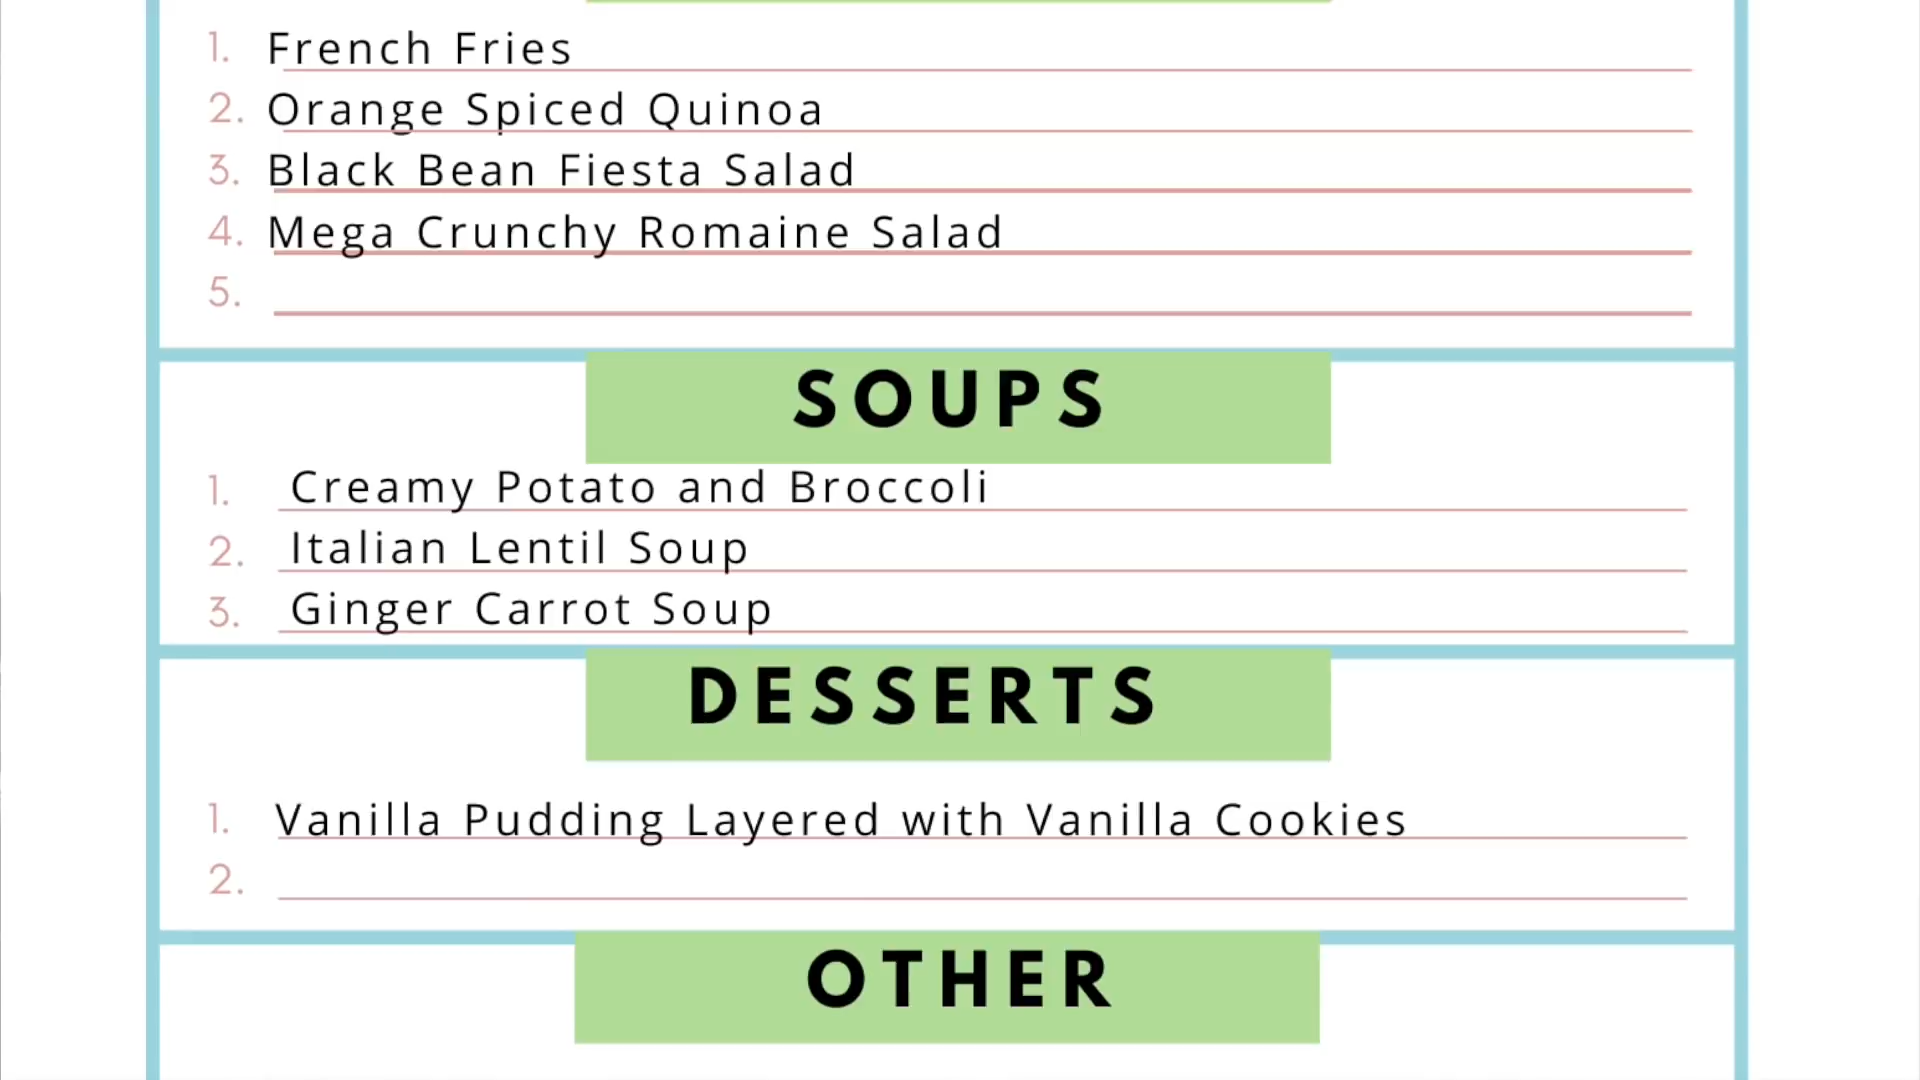 1. French Fries
2. Orange Spiced Quinoa
3. Black Bean Fiesta Salad
4. Mega Crunchy Romaine Salad
5.
SOUPS
1. Creamy Potato and Broccoli
2. Italian Lentil Soup
3. Ginger Carrot Soup
DESSERTS
1. Vanilla Pudding Layered with Vanilla Cookies
2.
OTHER